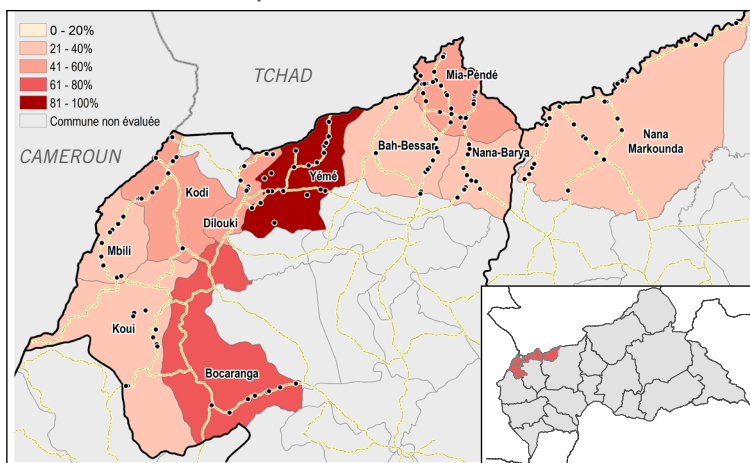 0 - 20%
21 - 40%
41 - 60%
61 - 80%
81 - 100%
Commune non évaluée
TCHAD
CAMEROUN
Mia-Péndé
Bah-Bessar
Nana-Barya
Nana
Markounda
Yémé
Kodi
Dilouki
Mbili
Koui
Bocaranga